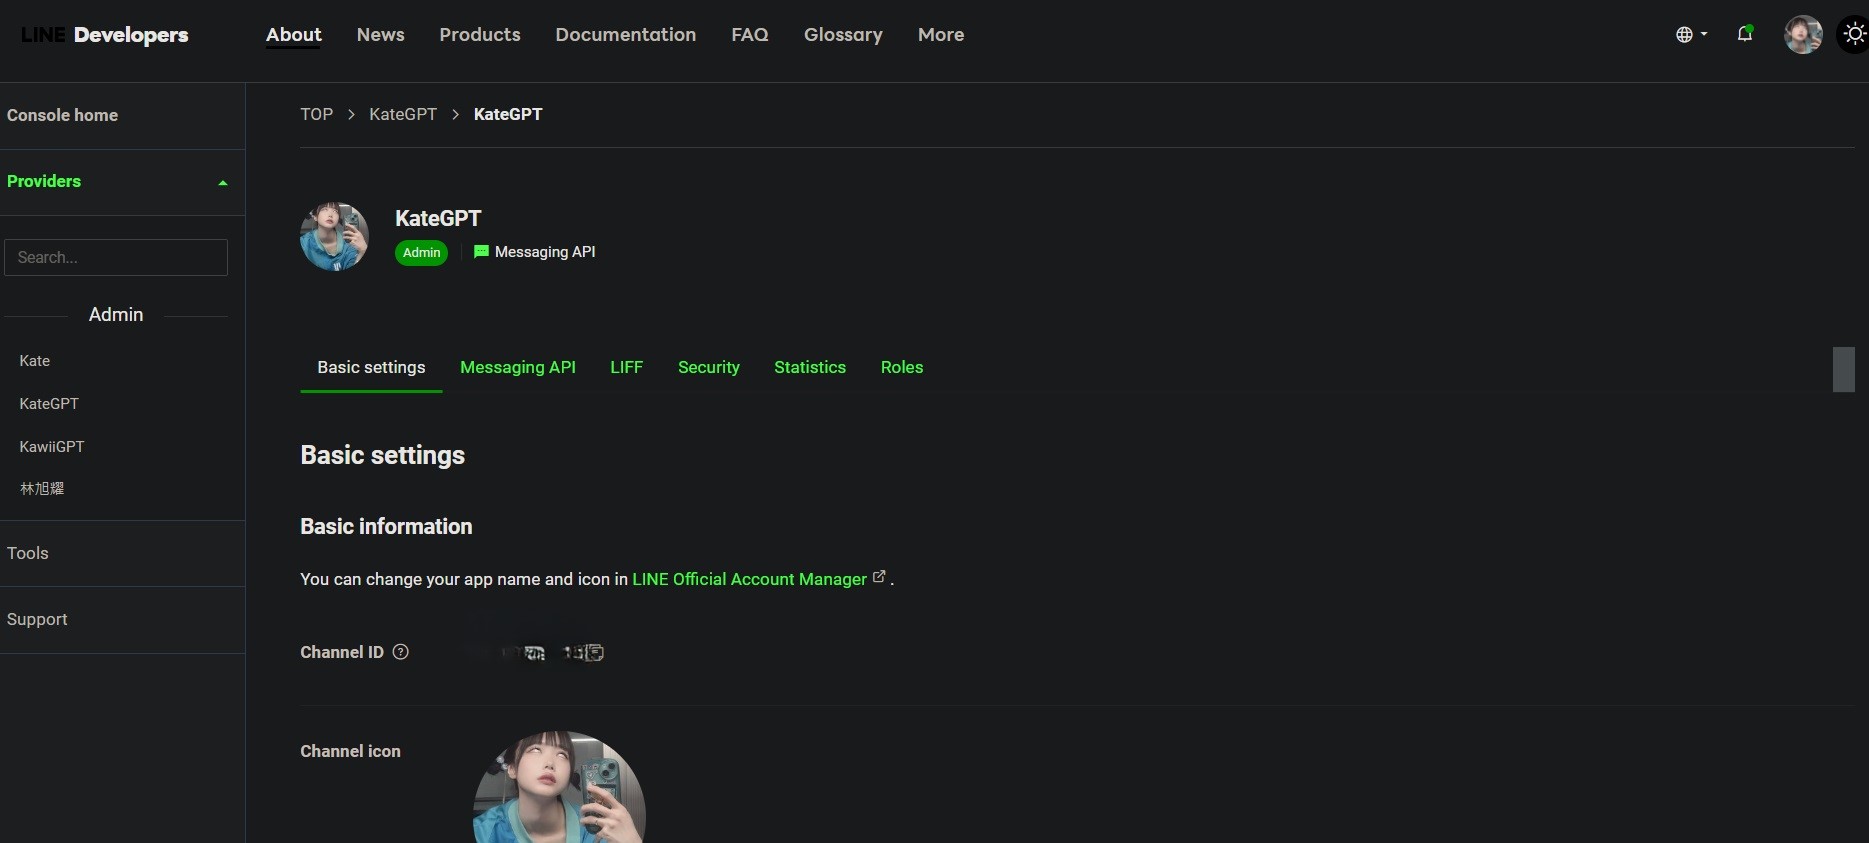 LINE Developers
About News Products Documentation FAQ Glossary More
Console home
Providers
Search...
Admin
Kate
KateGPT
KawiiGPT
林旭耀
Tools
Support
TOP > KateGPT > KateGPT
KateGPT
Admin
Messaging API
Basic settings Messaging API LIFF Security Statistics Roles
Basic settings
Basic information
You can change your app name and icon in LINE Official Account Manager .
Channel ID
Channel icon